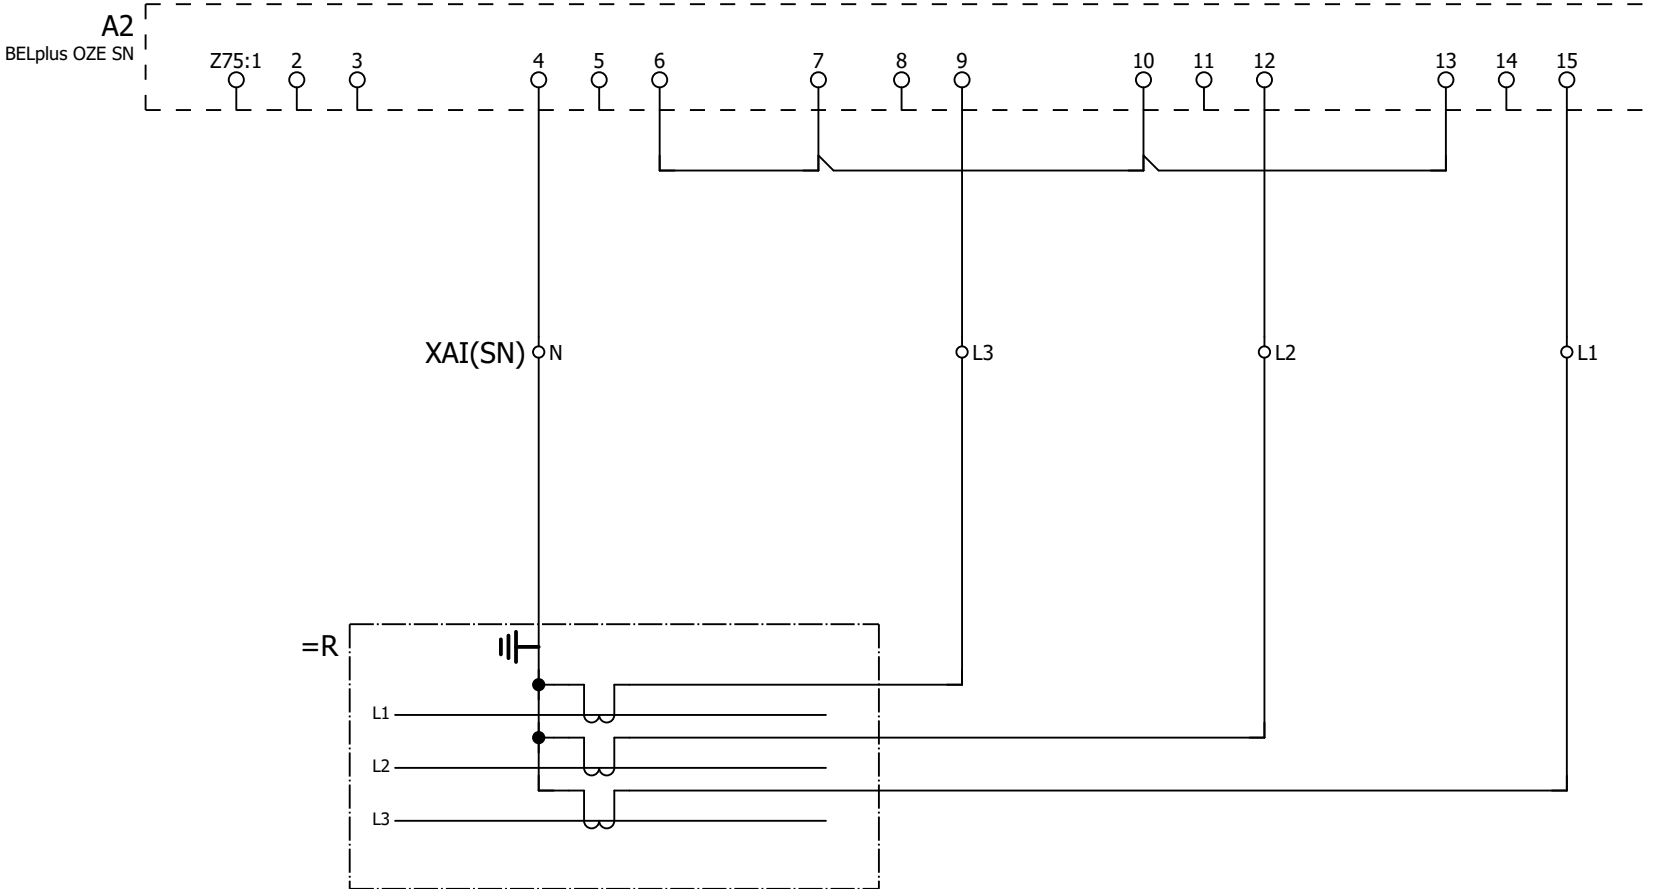 A2
BELplus OZE SN
Z75:1 2 3 4 5 6 7 8 9 10 11 12 13 14 15
XAI(SN) N L3 L2 L1
=R
L1
L2
L3